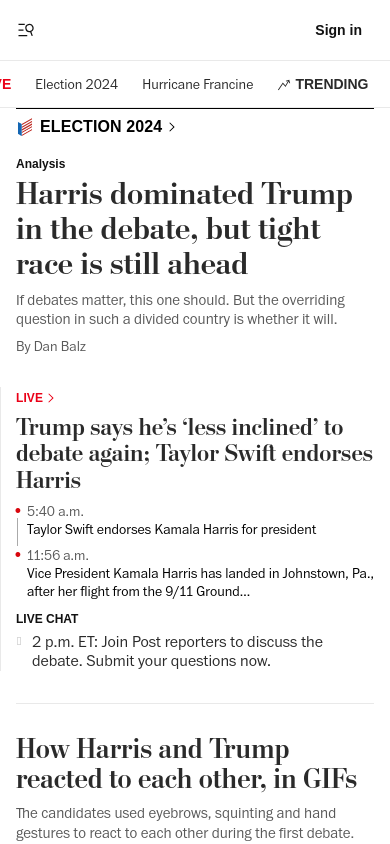 Sign in
VE
Election 2024
Hurricane Francine
TRENDING
ELECTION 2024
Analysis
Harris dominated Trump
in the debate, but tight
race is still ahead
If debates matter, this one should. But the overriding
question in such a divided country is whether it will.
By Dan Balz
LIVE
Trump says he’s ‘less inclined’ to
debate again; Taylor Swift endorses
Harris
5:40 a.m.
Taylor Swift endorses Kamala Harris for president
11:56 a.m.
Vice President Kamala Harris has landed in Johnstown, Pa.,
after her flight from the 9/11 Ground...
LIVE CHAT
2 p.m. ET: Join Post reporters to discuss the
debate. Submit your questions now.
How Harris and Trump
reacted to each other, in GIFs
The candidates used eyebrows, squinting and hand
gestures to react to each other during the first debate.